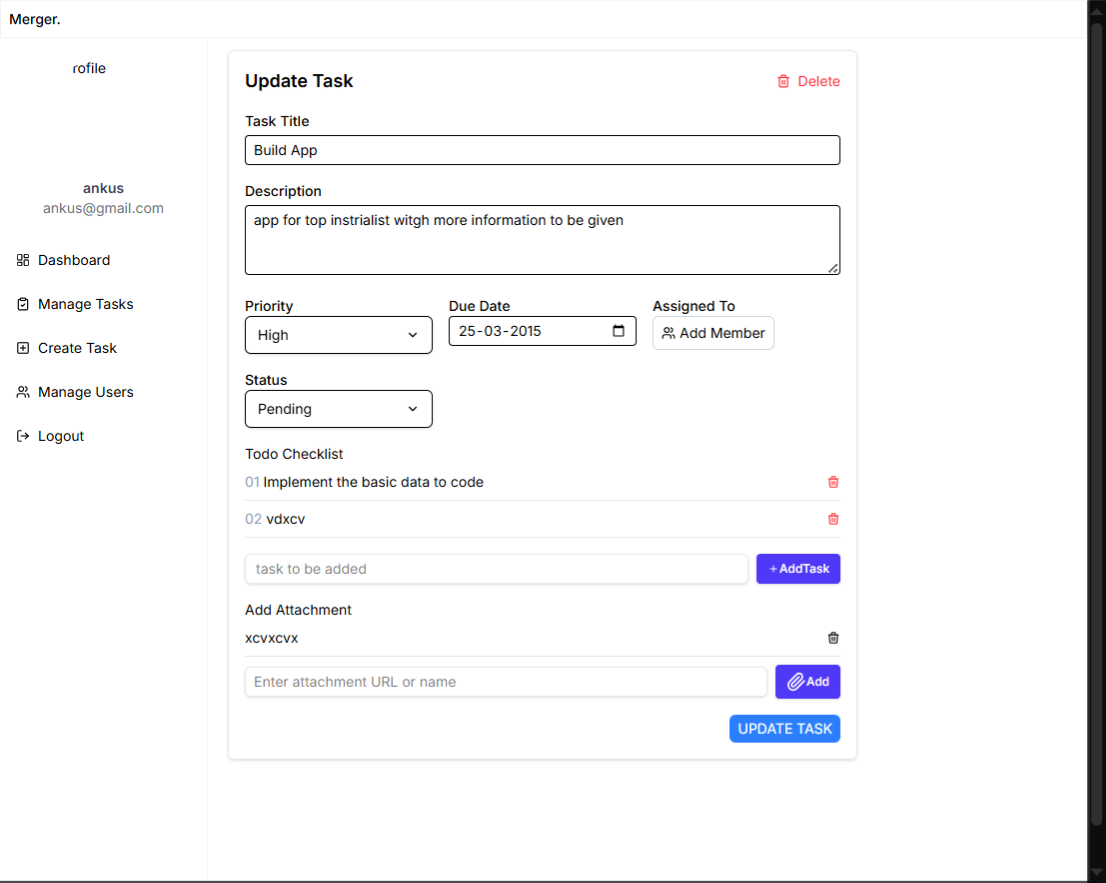 Merger.
rofile
ankus
ankus@gmail.com
Dashboard
Manage Tasks
Create Task
Manage Users
Logout
Update Task
Delete
Task Title
Build App
Description
app for top instrialist witgh more information to be given
Priority
Due Date
Assigned To
High
25-03-2015
Add Member
Status
Pending
Todo Checklist
01 Implement the basic data to code
02 vdxcv
task to be added
+ AddTask
Add Attachment
xcvxcvx
Enter attachment URL or name
Add
UPDATE TASK